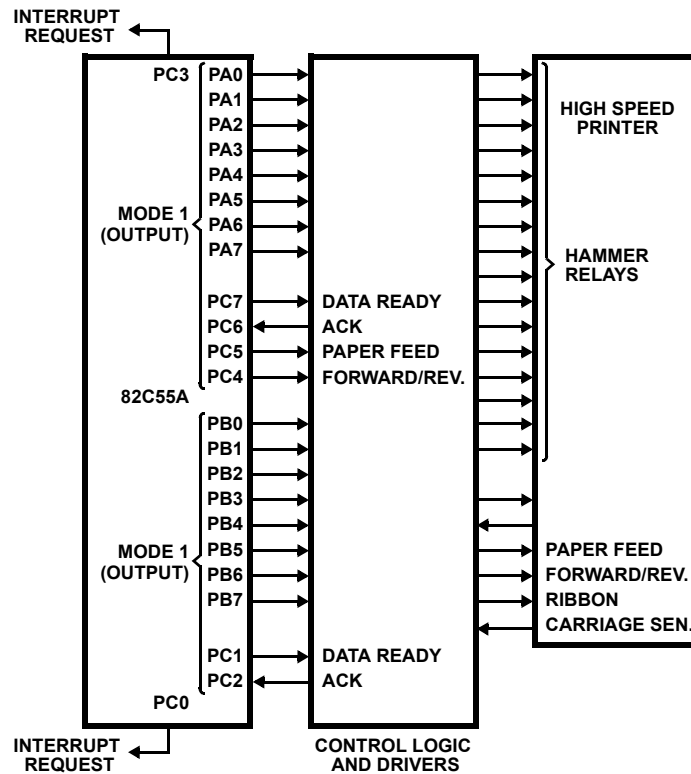 INTERRUPT
REQUEST
PC3
PA0
PA1
PA2
PA3
PA4
PA5
PA6
PA7
MODE 1
(OUTPUT)
PC7
PC6
PC5
PC4
82C55A
PB0
PB1
PB2
PB3
PB4
PB5
PB6
PB7
MODE 1
(OUTPUT)
PC1
PC2
PC0
INTERRUPT
REQUEST
DATA READY
ACK
PAPER FEED
FORWARD/REV.
DATA READY
ACK
CONTROL LOGIC
AND DRIVERS
HIGH SPEED
PRINTER
HAMMER
RELAYS
PAPER FEED
FORWARD/REV.
RIBBON
CARRIAGE SEN.